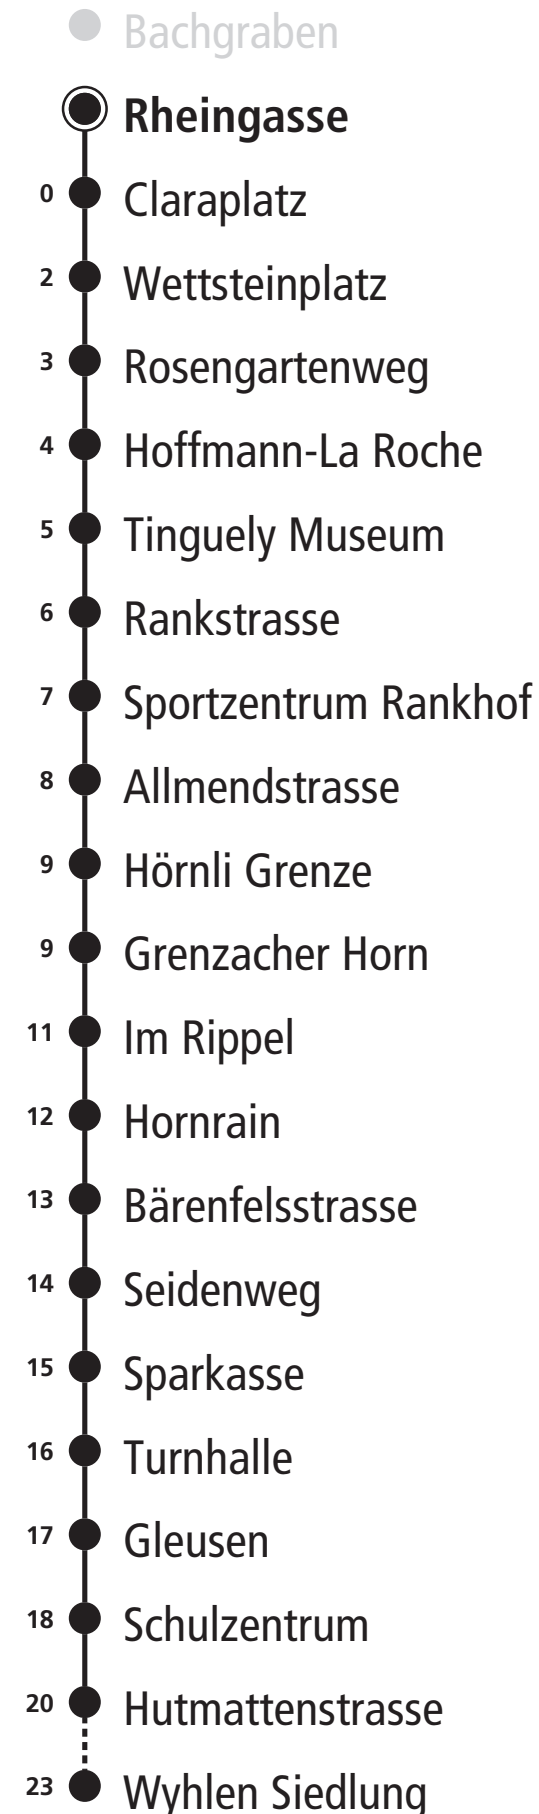 Bachgraben
Rheingasse
0 Claraplatz
2 Wettsteinplatz
3 Rosengartenweg
4 Hoffmann-La Roche
5 Tinguely Museum
6 Rankstrasse
7 Sportzentrum Rankhof
8 Allmendstrasse
9 Hörnli Grenze
9 Grenzacher Horn
11 Im Rippel
12 Hornrain
13 Bärenfelsstrasse
14 Seidenweg
15 Sparkasse
16 Turnhalle
17 Gleusen
18 Schulzentrum
20 Hutmattenstrasse
23 Wyhlen Siedlung